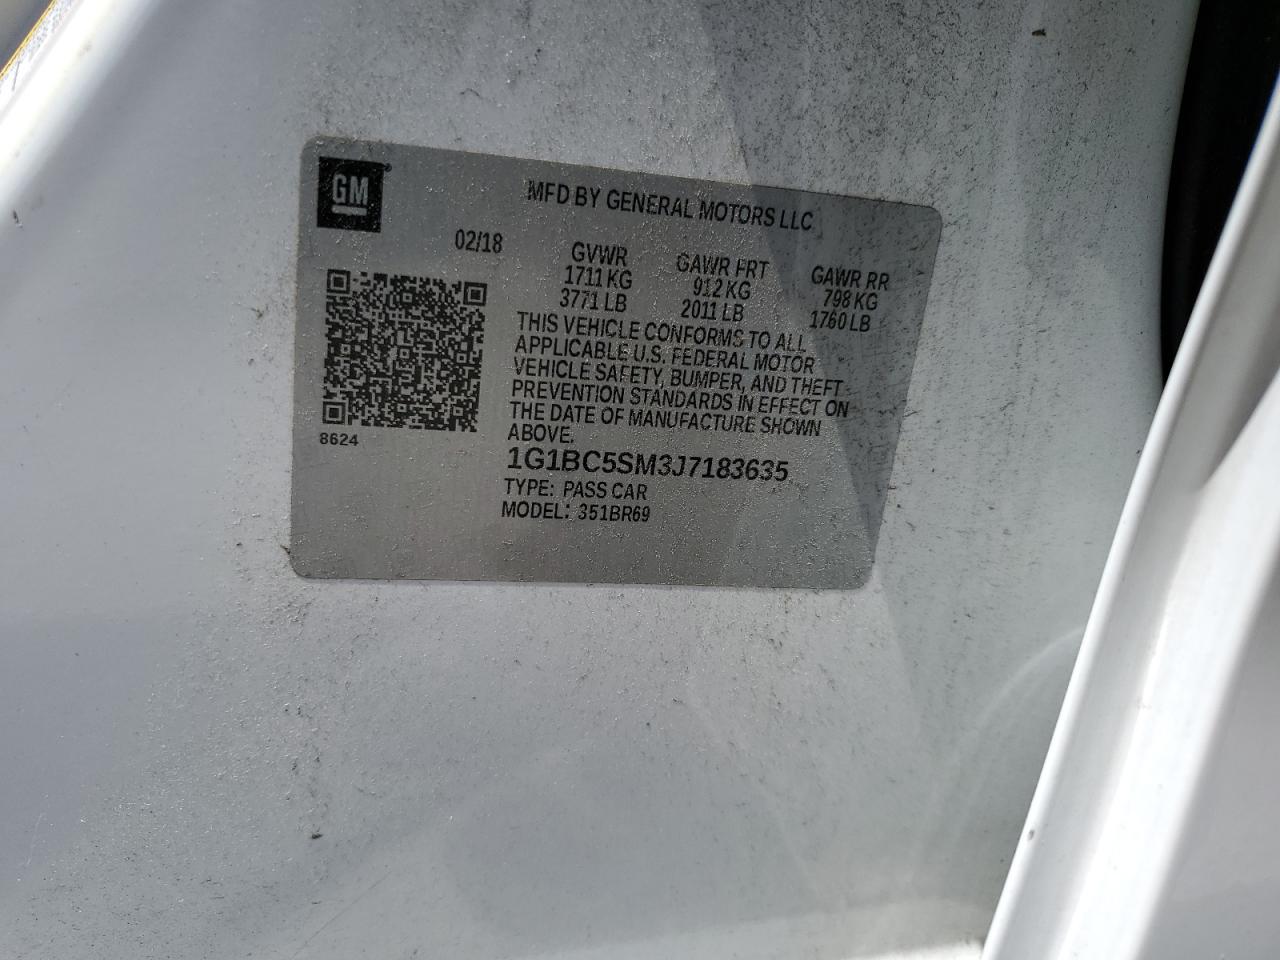 GM®
MFD BY GENERAL MOTORS LLC
02/18
GVWR GAWR FRT GAWR RR
1711 KG 912 KG 798 KG
3771 LB 2011 LB 1760 LB
THIS VEHICLE CONFORMS TO ALL
APPLICABLE U.S. FEDERAL MOTOR
VEHICLE SAFETY, BUMPER, AND THEFT
PREVENTION STANDARDS IN EFFECT ON
THE DATE OF MANUFACTURE SHOWN
ABOVE.
8624
1G1BC5SM3J7183635
TYPE: PASS CAR
MODEL: 351BR69